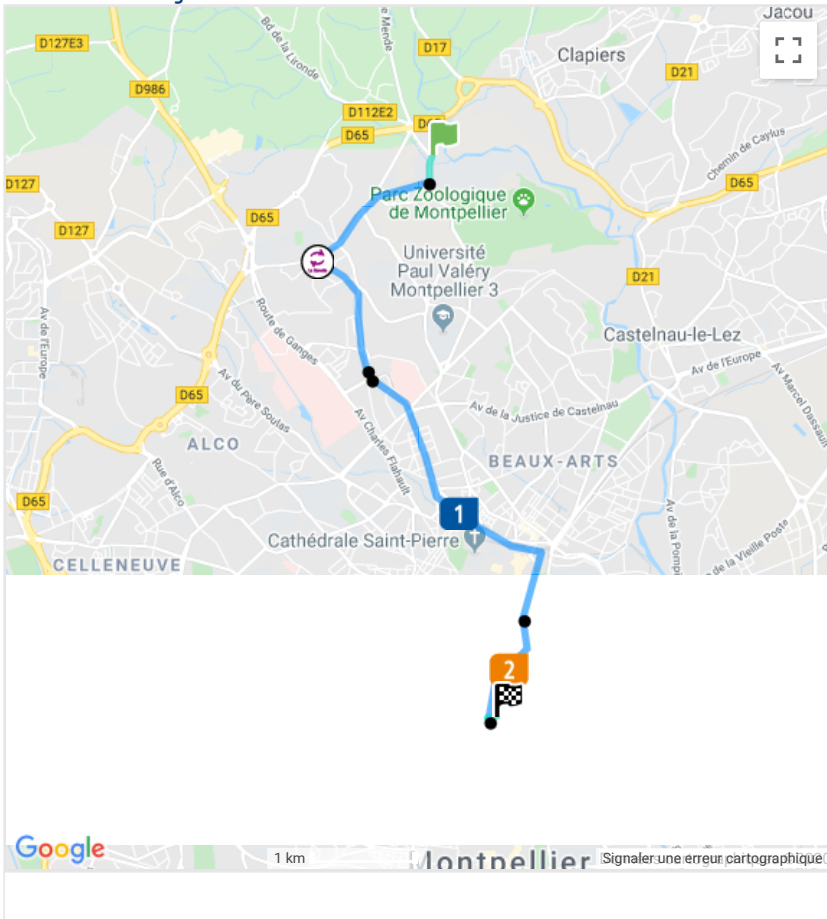 Jacou
D127E3
Bd de la Lironde
e Mende
D17
Clapiers
D21
D986
D112E2
D65
Chemin de Caylus
D127
D65
Parc Zoologique
de Montpellier
D65
D127
D65
Université
Paul Valéry
Montpellier 3
D21
Av de l'Europe
Route de Ganges
Castelnau-le-Lez
Av de l'Europe
D65
Av du Père Soulas
Av Marcel Dassault
Av de la Justice de Castelnau
Av Charles Flahault
ALCO
BEAUX-ARTS
Rue d'Alco
D65
1
Av de la Pompi
de la Vieille Poste
Cathédrale Saint-Pierre
CELLENEUVE
2
Google
1 km
Montpellier
Signaler une erreur cartographique